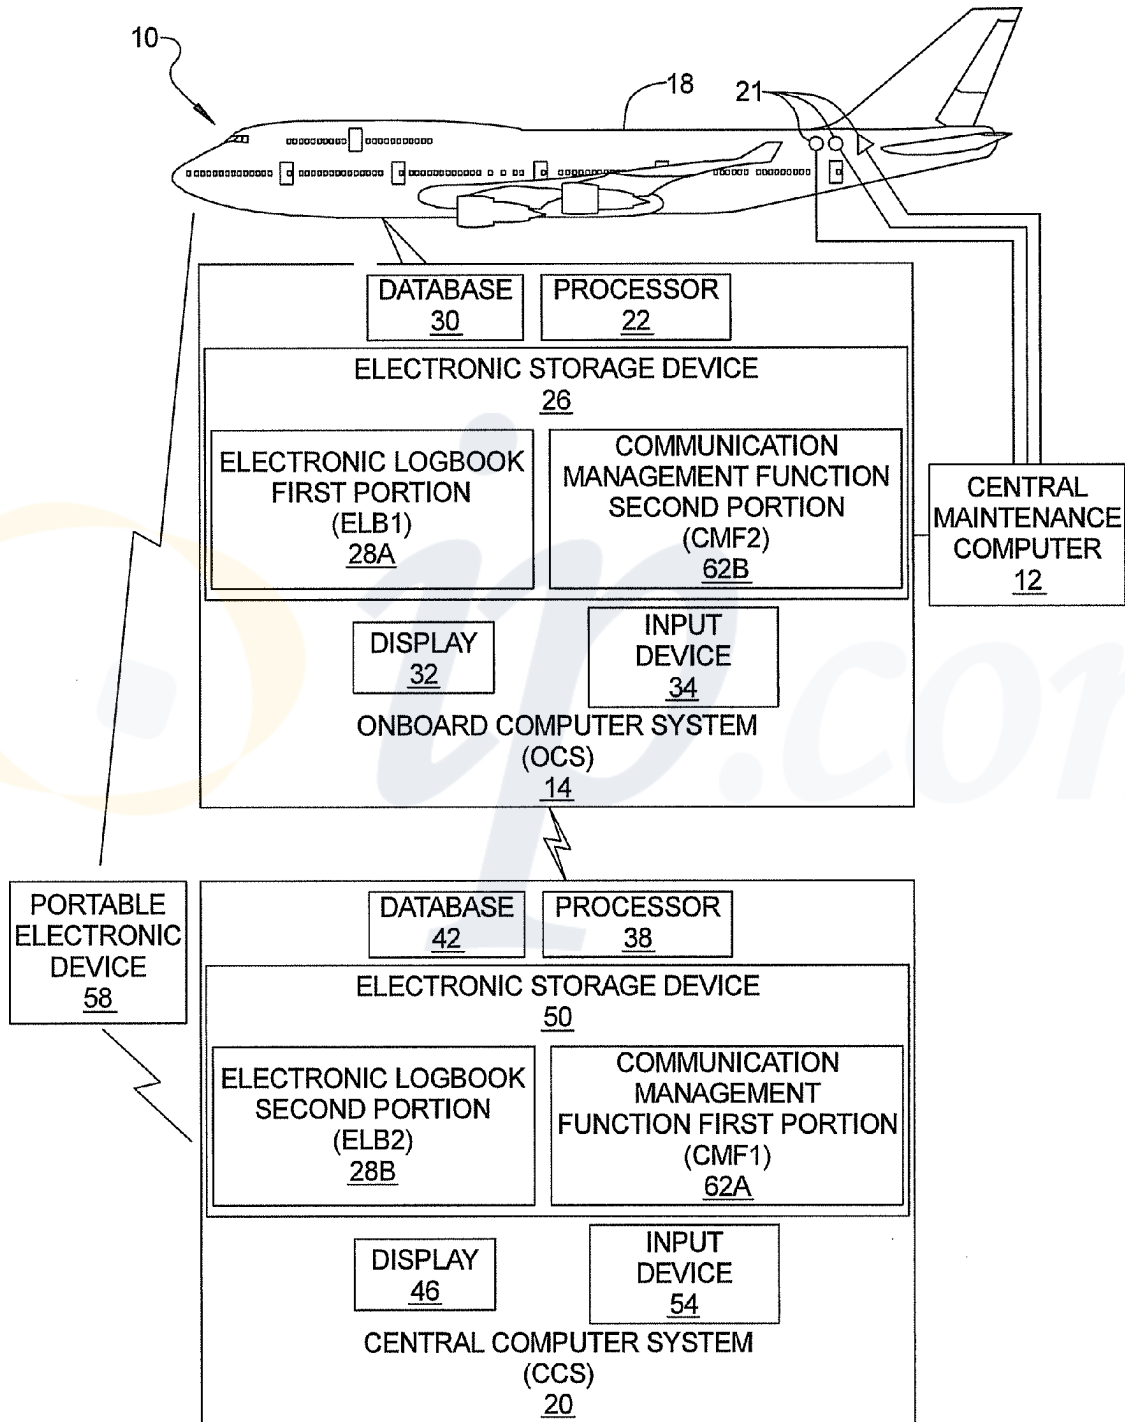 10
18
21
DATABASE
30
PROCESSOR
22
ELECTRONIC STORAGE DEVICE
26
ELECTRONIC LOGBOOK
FIRST PORTION
(ELB1)
28A
COMMUNICATION
MANAGEMENT FUNCTION
SECOND PORTION
(CMF2)
62B
CENTRAL
MAINTENANCE
COMPUTER
12
DISPLAY
32
INPUT
DEVICE
34
ONBOARD COMPUTER SYSTEM
(OCS)
14
PORTABLE
ELECTRONIC
DEVICE
58
DATABASE
42
PROCESSOR
38
ELECTRONIC STORAGE DEVICE
50
ELECTRONIC LOGBOOK
SECOND PORTION
(ELB2)
28B
COMMUNICATION
MANAGEMENT
FUNCTION FIRST PORTION
(CMF1)
62A
DISPLAY
46
INPUT
DEVICE
54
CENTRAL COMPUTER SYSTEM
(CCS)
20
ip.com